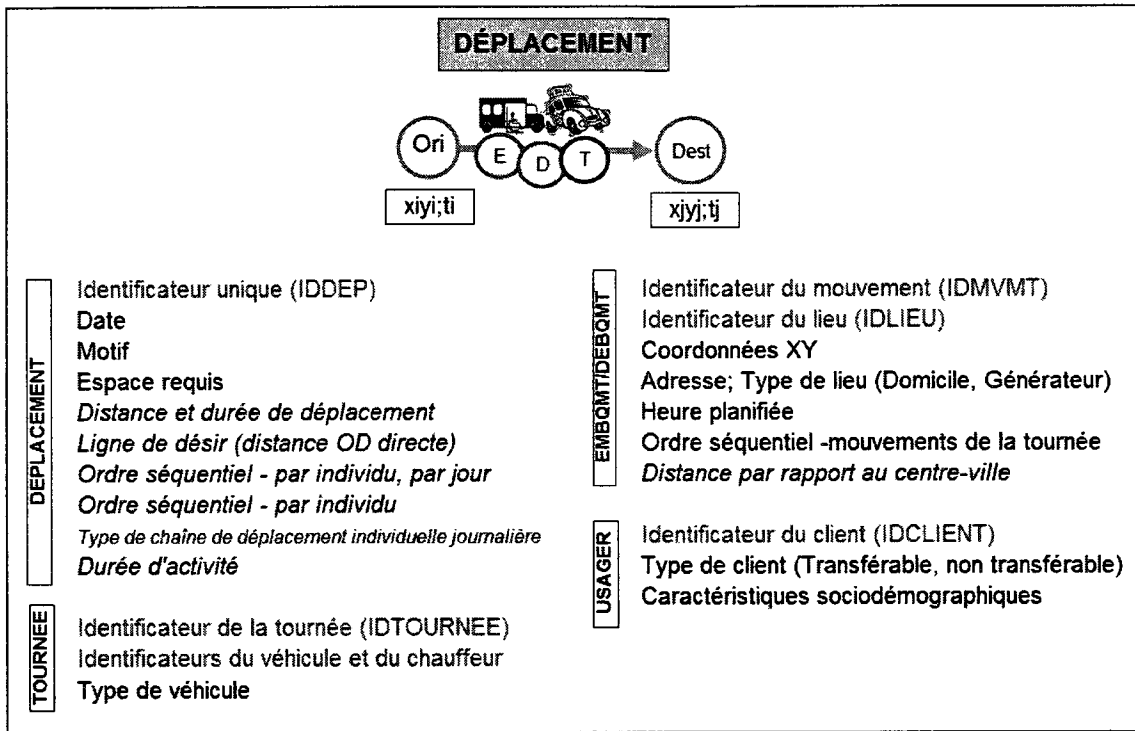 DÉPLACEMENT
Ori
E
D
T
Dest
xiyi;ti
xjyj;tj
DEPLACEMENT
Identificateur unique (IDDEP)
Date
Motif
Espace requis
Distance et durée de déplacement
Ligne de désir (distance OD directe)
Ordre séquentiel - par individu, par jour
Ordre séquentiel - par individu
Type de chaîne de déplacement individuelle journalière
Durée d'activité
TOURNEE
Identificateur de la tournée (IDTOURNEE)
Identificateurs du véhicule et du chauffeur
Type de véhicule
EMBQMT/DEBQMT
Identificateur du mouvement (IDMVMT)
Identificateur du lieu (IDLIEU)
Coordonnées XY
Adresse; Type de lieu (Domicile, Générateur)
Heure planifiée
Ordre séquentiel -mouvements de la tournée
Distance par rapport au centre-ville
USAGER
Identificateur du client (IDCLIENT)
Type de client (Transférable, non transférable)
Caractéristiques sociodémographiques